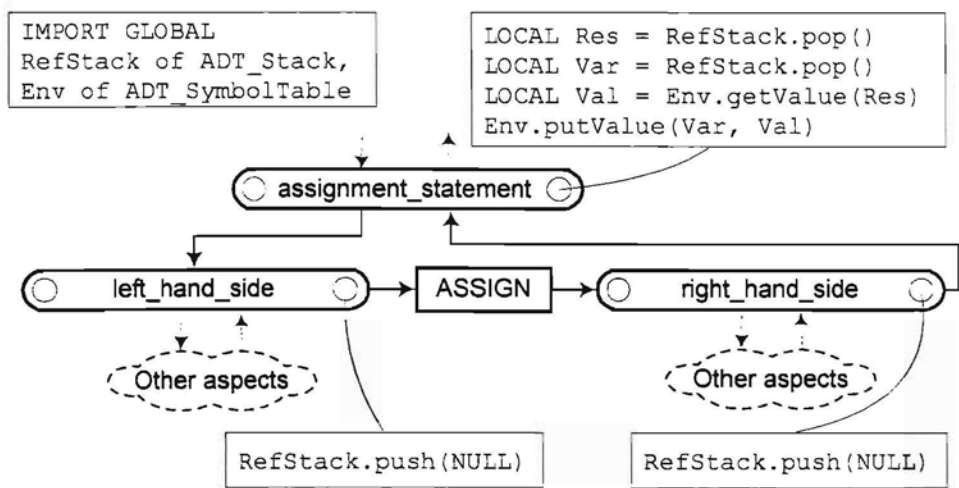 IMPORT GLOBAL
RefStack of ADT_Stack,
Env of ADT_SymbolTable
LOCAL Res = RefStack.pop()
LOCAL Var = RefStack.pop()
LOCAL Val = Env.getValue(Res)
Env.putValue(Var, Val)
assignment_statement
left_hand_side
ASSIGN
right_hand_side
Other aspects
Other aspects
RefStack.push(NULL)
RefStack.push(NULL)